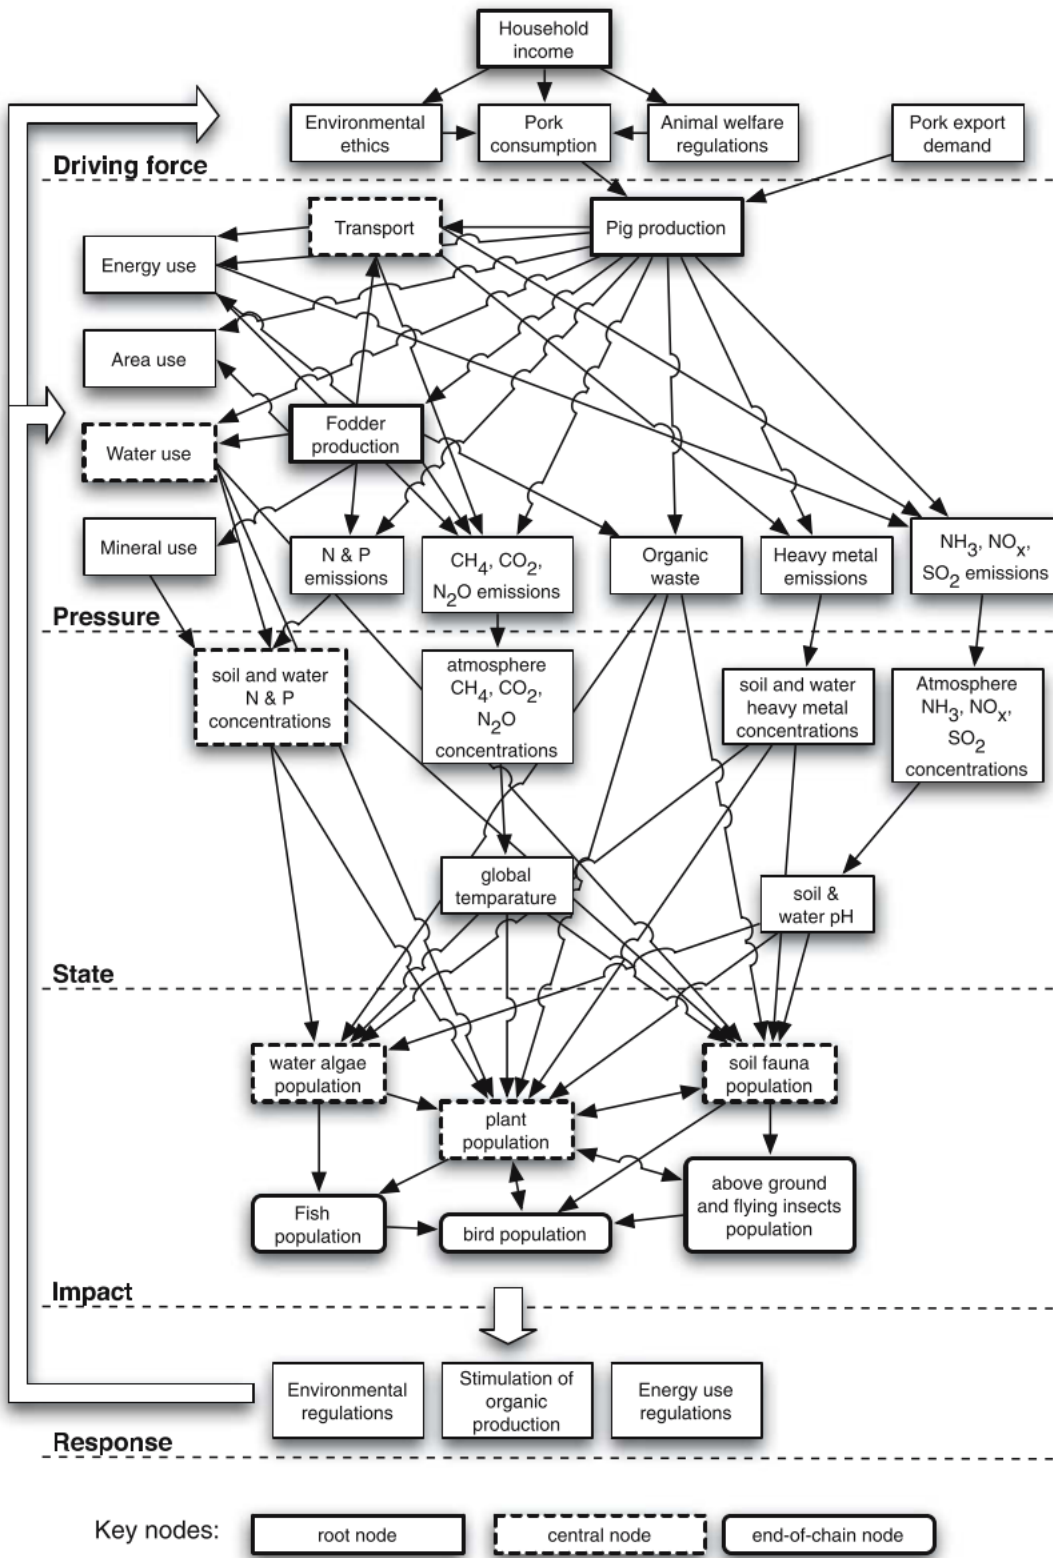 Household
income
Environmental
ethics
Pork
consumption
Animal welfare
regulations
Pork export
demand
Driving force
Transport
Pig production
Energy use
Area use
Fodder
production
Water use
Mineral use
N & P
emissions
CH4, CO2,
N2O emissions
Organic
waste
Heavy metal
emissions
NH3, NOx,
SO2 emissions
Pressure
soil and water
N & P
concentrations
atmosphere
CH4, CO2,
N2O
concentrations
soil and water
heavy metal
concentrations
Atmosphere
NH3, NOx,
SO2
concentrations
global
temparature
soil &
water pH
State
water algae
population
soil fauna
population
plant
population
above ground
and flying insects
population
Fish
population
bird population
Impact
Environmental
regulations
Stimulation of
organic
production
Energy use
regulations
Response
Key nodes:
root node
central node
end-of-chain node